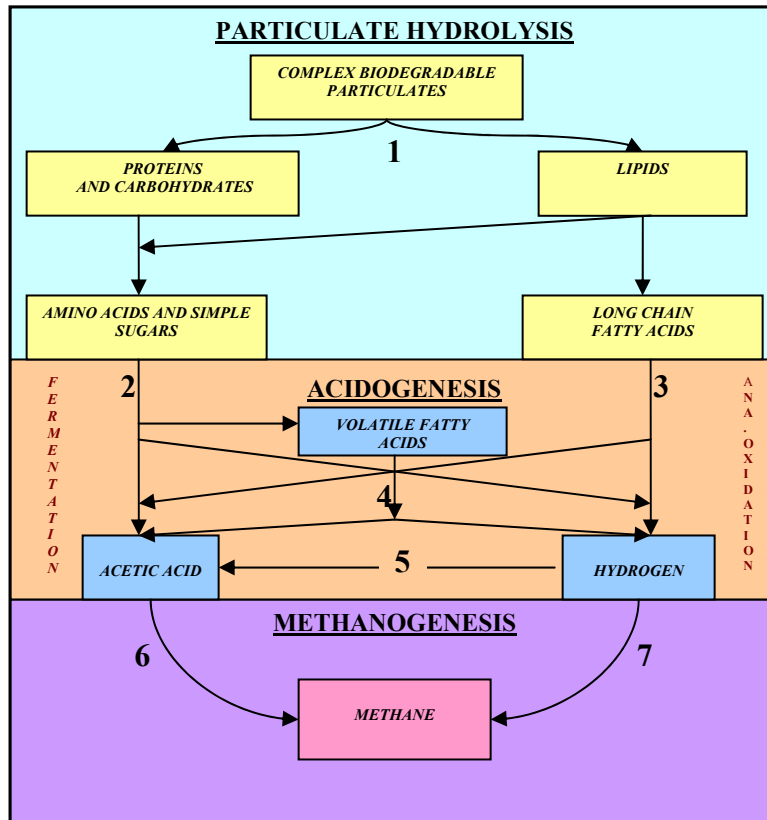 PARTICULATE HYDROLYSIS
COMPLEX BIODEGRADABLE
PARTICULATES
1
PROTEINS
AND CARBOHYDRATES
LIPIDS
AMINO ACIDS AND SIMPLE
SUGARS
LONG CHAIN
FATTY ACIDS
2
3
FERMENTATION
ACIDOGENESIS
ANA. OXIDATION
VOLATILE FATTY
ACIDS
4
ACETIC ACID
5
HYDROGEN
METHANOGENESIS
6
7
METHANE